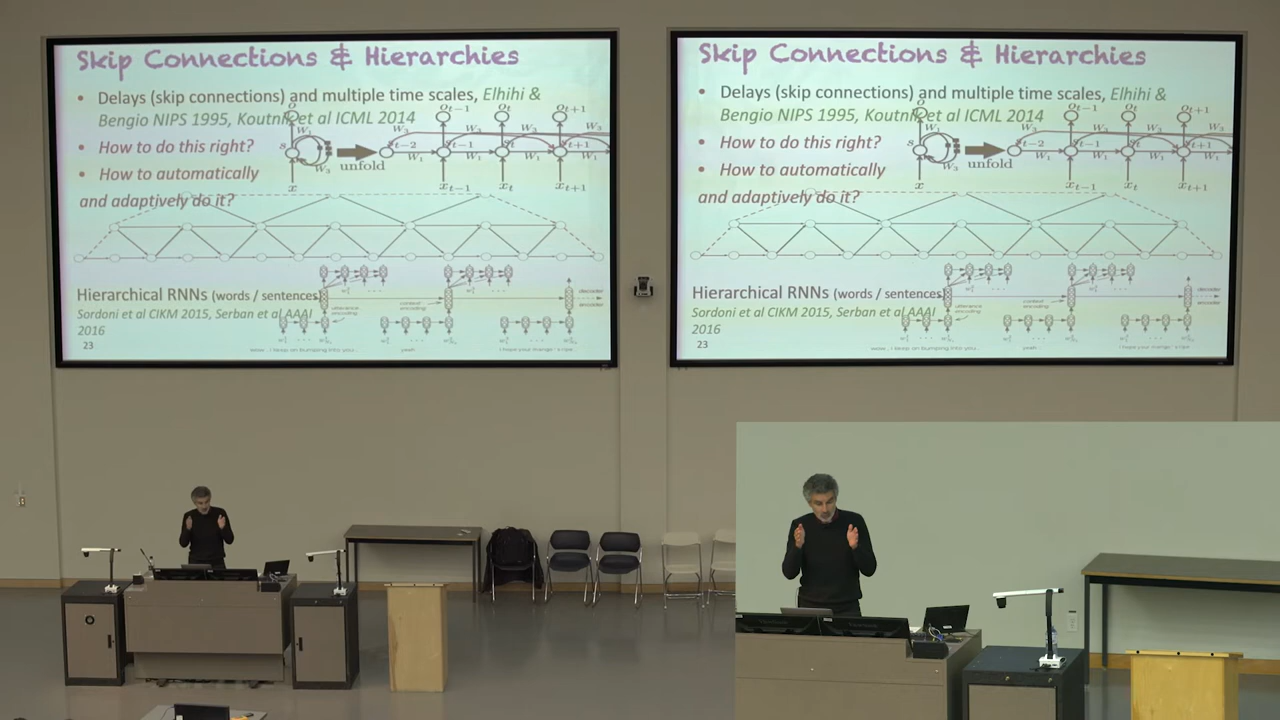 Skip Connections & Hierarchies
• Delays (skip connections) and multiple time scales, Elhihi &
Bengio NIPS 1995, Koutnik et al ICML 2014
• How to do this right?
• How to automatically
and adaptively do it?
unfold
Hierarchical RNNs (words / sentences)
Sordoni et al CIKM 2015, Serban et al AAAI
2016
23
Skip Connections & Hierarchies
• Delays (skip connections) and multiple time scales, Elhihi &
Bengio NIPS 1995, Koutnik et al ICML 2014
• How to do this right?
• How to automatically
and adaptively do it?
unfold
Hierarchical RNNs (words / sentences)
Sordoni et al CIKM 2015, Serban et al AAAI
2016
23